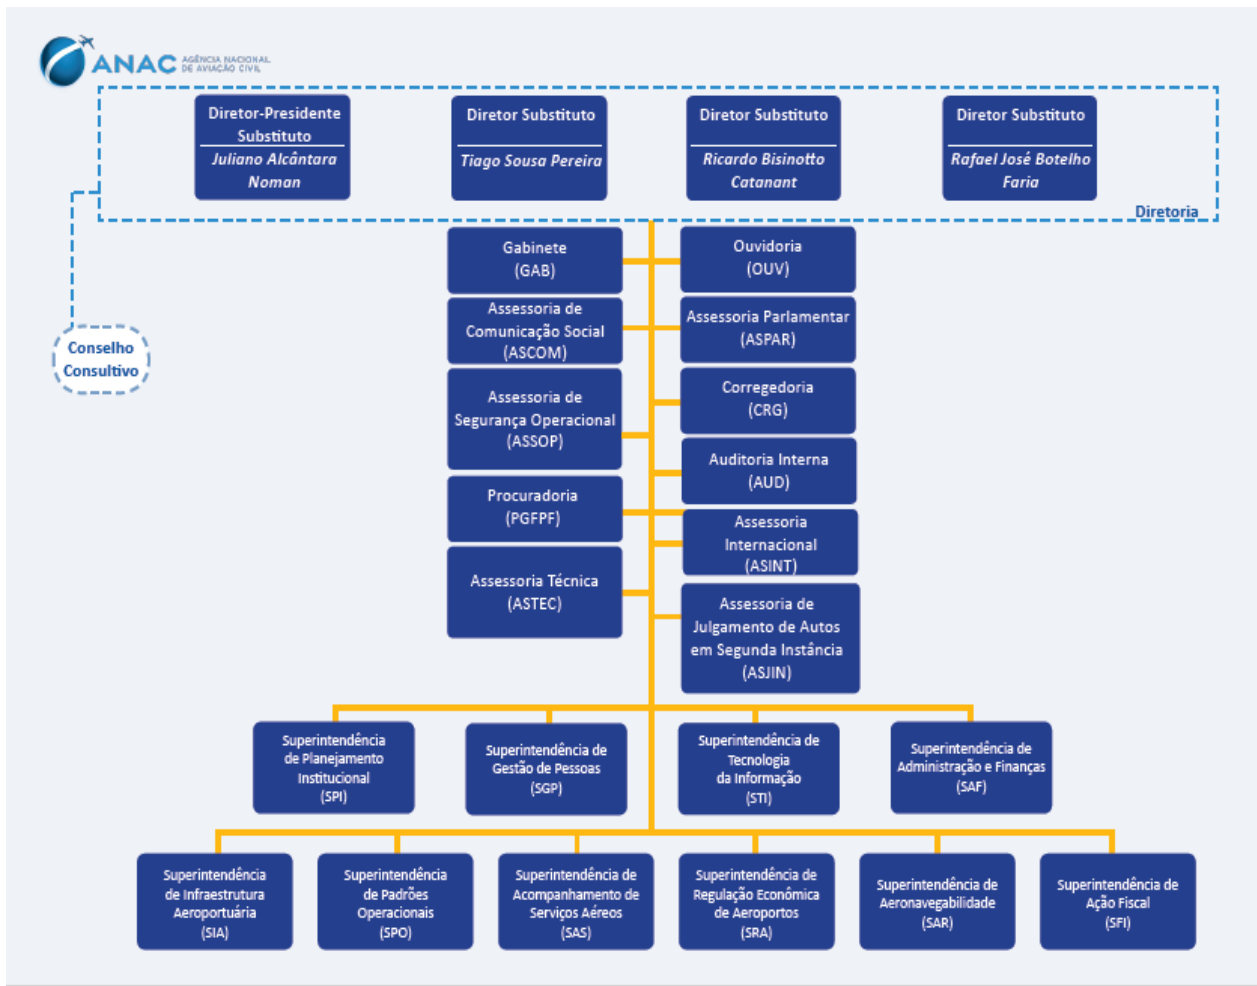 ANAC
AGÊNCIA NACIONAL
DE AVIAÇÃO CIVIL
Diretor-Presidente
Substituto
Juliano Alcântara
Noman
Diretor Substituto
Tiago Sousa Pereira
Diretor Substituto
Ricardo Bisinotto
Catanant
Diretor Substituto
Rafael José Botelho
Faria
Diretoria
Conselho
Consultivo
Gabinete
(GAB)
Ouvidoria
(OUV)
Assessoria de
Comunicação Social
(ASCOM)
Assessoria Parlamentar
(ASPAR)
Assessoria de
Segurança Operacional
(ASSOP)
Corregedoria
(CRG)
Auditoria Interna
(AUD)
Procuradoria
(PGFPF)
Assessoria
Internacional
(ASINT)
Assessoria Técnica
(ASTEC)
Assessoria de
Julgamento de Autos
em Segunda Instância
(ASJIN)
Superintendência
de Planejamento
Institucional
(SPI)
Superintendência de
Gestão de Pessoas
(SGP)
Superintendência de
Tecnologia
da Informação
(STI)
Superintendência de
Administração e Finanças
(SAF)
Superintendência
de Infraestrutura
Aeroportuária
(SIA)
Superintendência
de Padrões
Operacionais
(SPO)
Superintendência de
Acompanhamento de
Serviços Aéreos
(SAS)
Superintendência de
Regulação Econômica
de Aeroportos
(SRA)
Superintendência de
Aeronavegabilidade
(SAR)
Superintendência de
Ação Fiscal
(SFI)